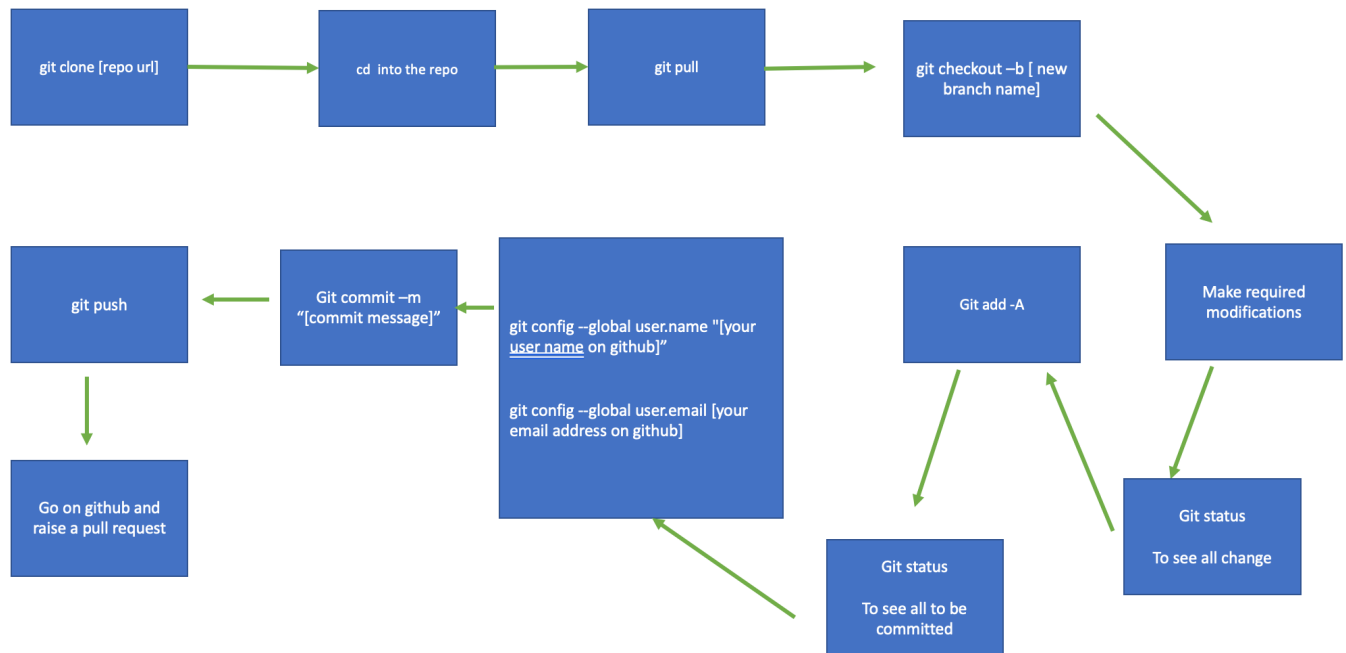 git clone [repo url]
cd  into the repo
git pull
git checkout –b [ new
branch name]
Make required
modifications
Git status
To see all change
Git add -A
Git status
To see all to be
committed
git config --global user.name "[your
user name on github]”
git config --global user.email [your
email address on github]
Git commit –m
“[commit message]”
git push
Go on github and
raise a pull request